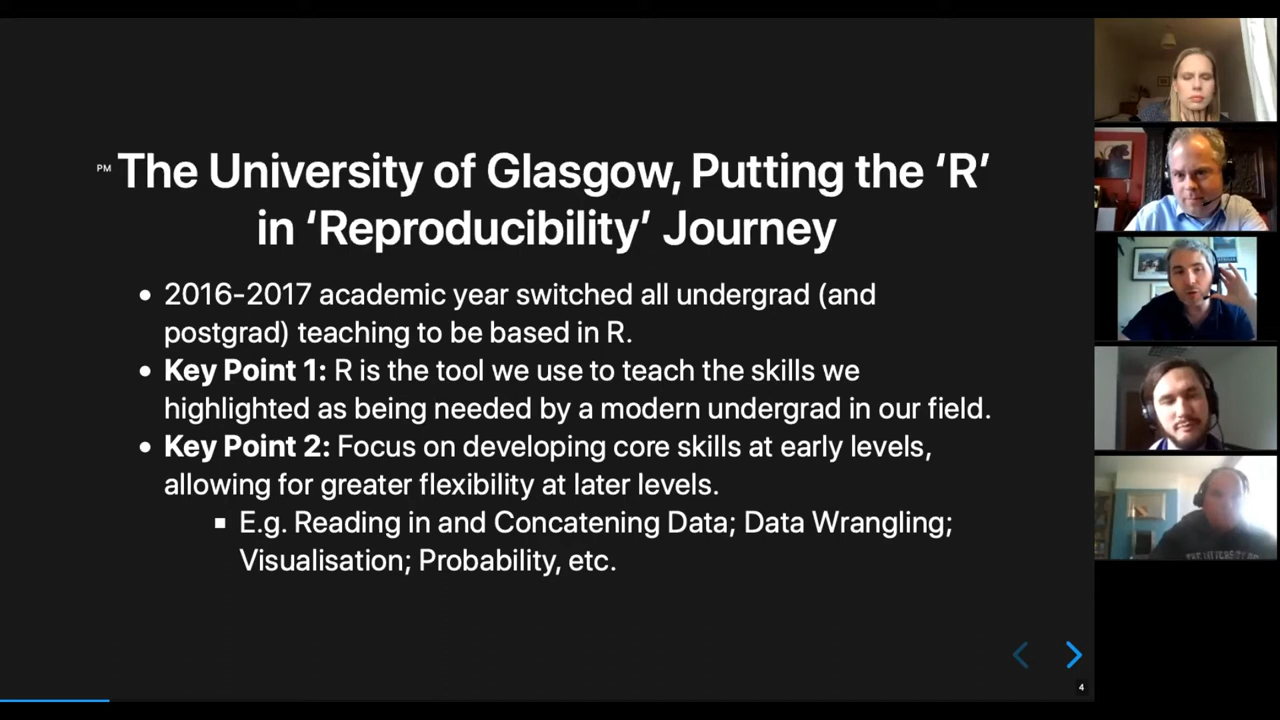 PM The University of Glasgow, Putting the ‘R’
in ‘Reproducibility’ Journey
• 2016-2017 academic year switched all undergrad (and
postgrad) teaching to be based in R.
• Key Point 1: R is the tool we use to teach the skills we
highlighted as being needed by a modern undergrad in our field.
• Key Point 2: Focus on developing core skills at early levels,
allowing for greater flexibility at later levels.
▪ E.g. Reading in and Concatening Data; Data Wrangling;
Visualisation; Probability, etc.
4
THE UNIVERSITY OF